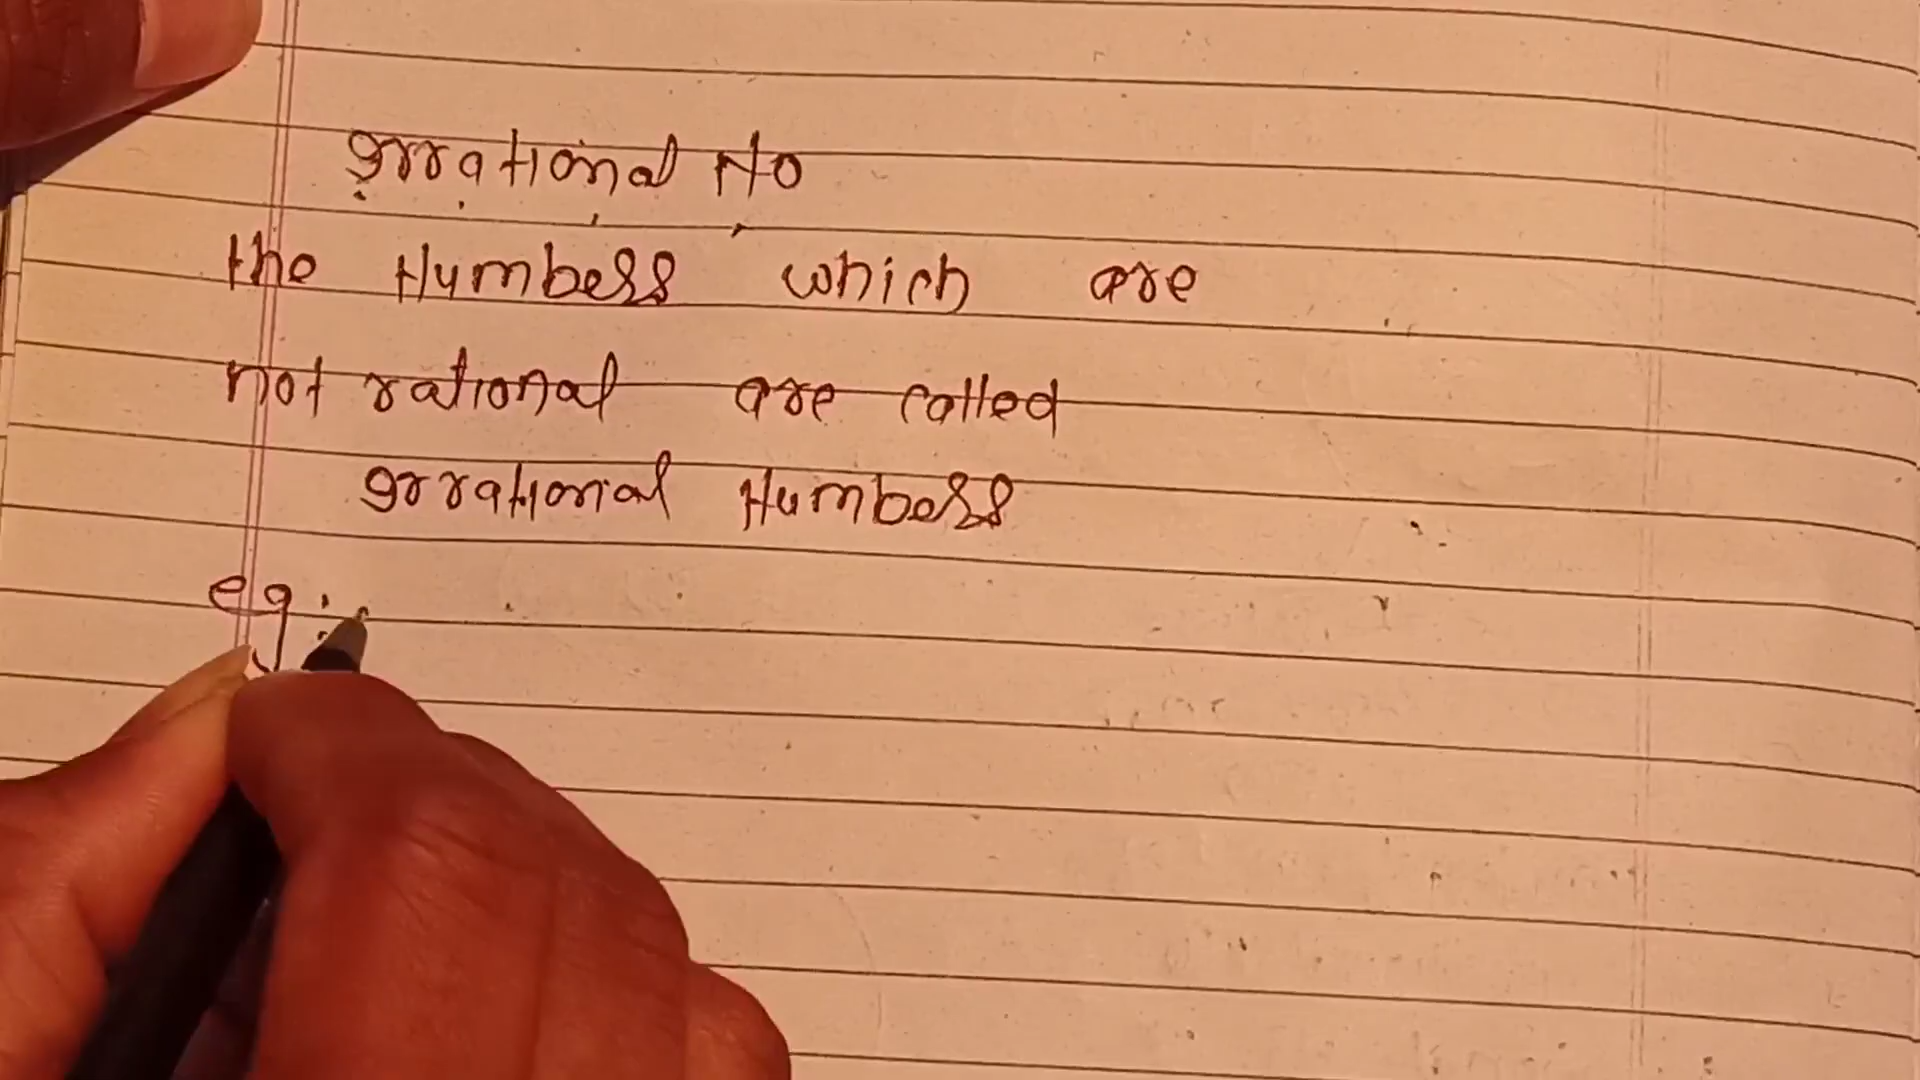 Irrational No
the Numbers which are
not rational are called
Irrational Numbers
eg: